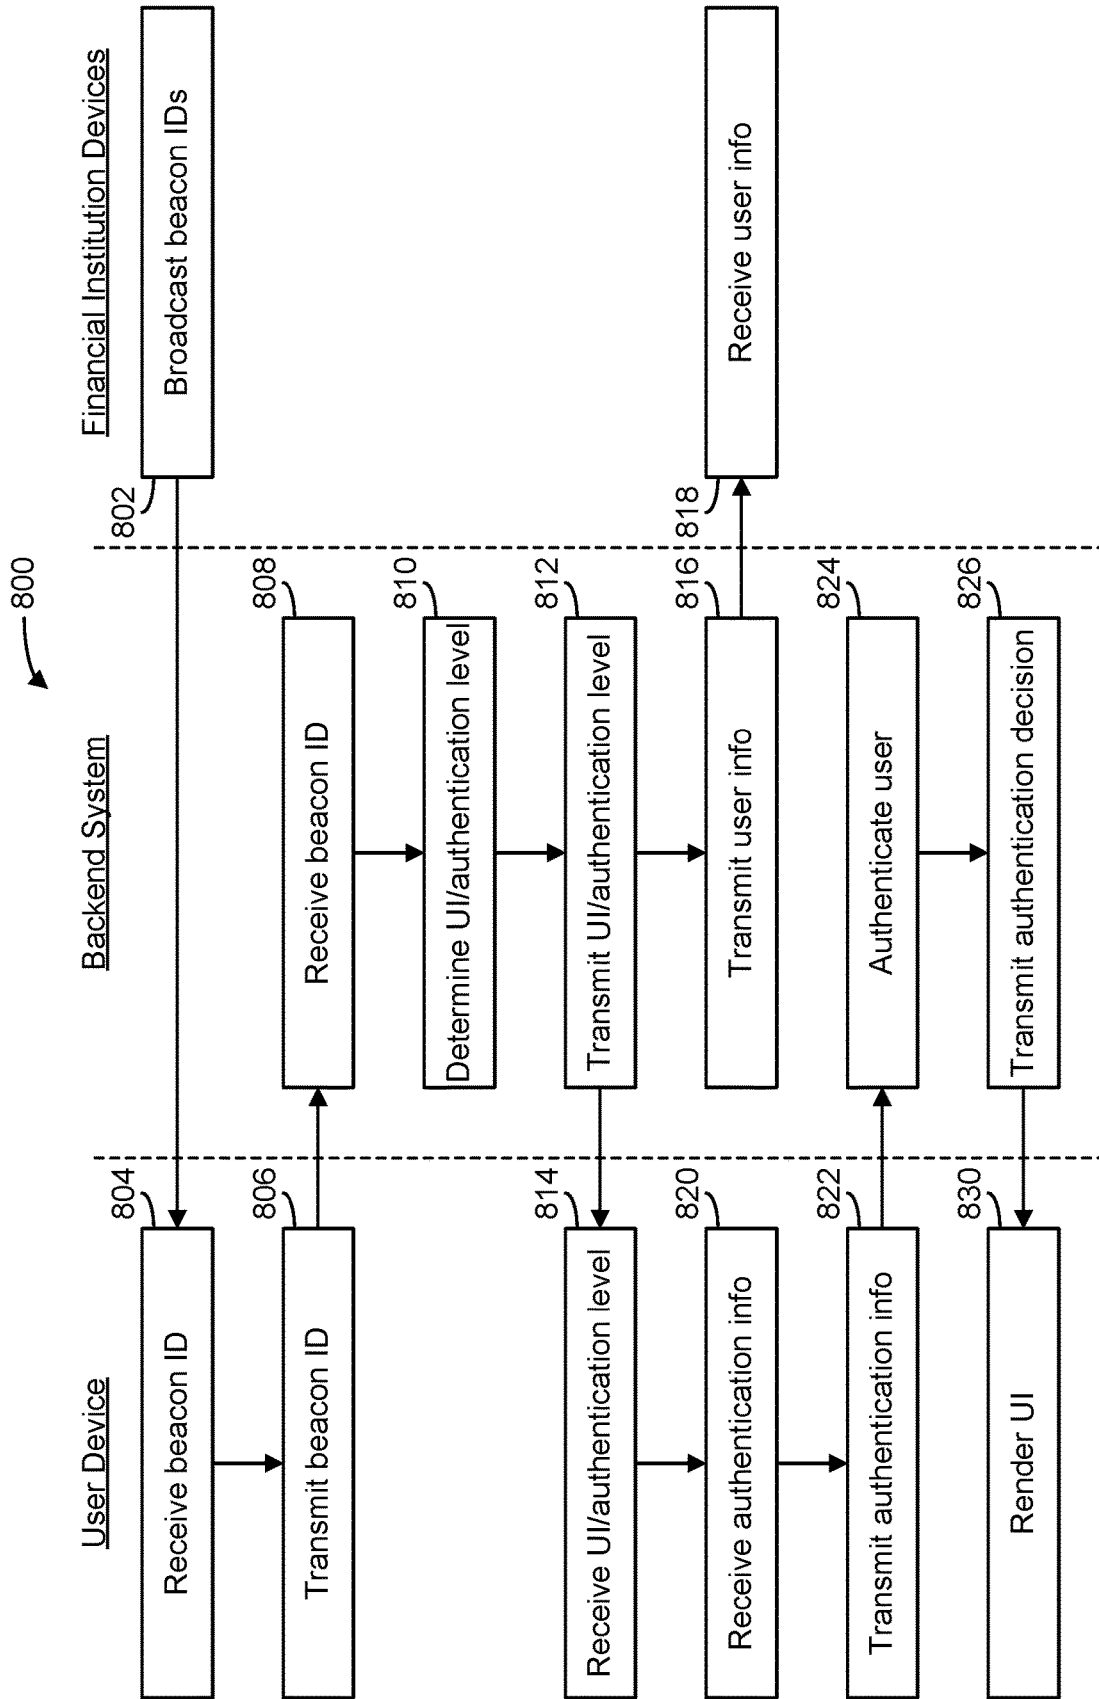 800
User Device
Backend System
Financial Institution Devices
802
Broadcast beacon IDs
804
Receive beacon ID
806
Transmit beacon ID
808
Receive beacon ID
810
Determine UI/authentication level
812
Transmit UI/authentication level
814
Receive UI/authentication level
816
Transmit user info
818
Receive user info
820
Receive authentication info
822
Transmit authentication info
824
Authenticate user
826
Transmit authentication decision
830
Render UI